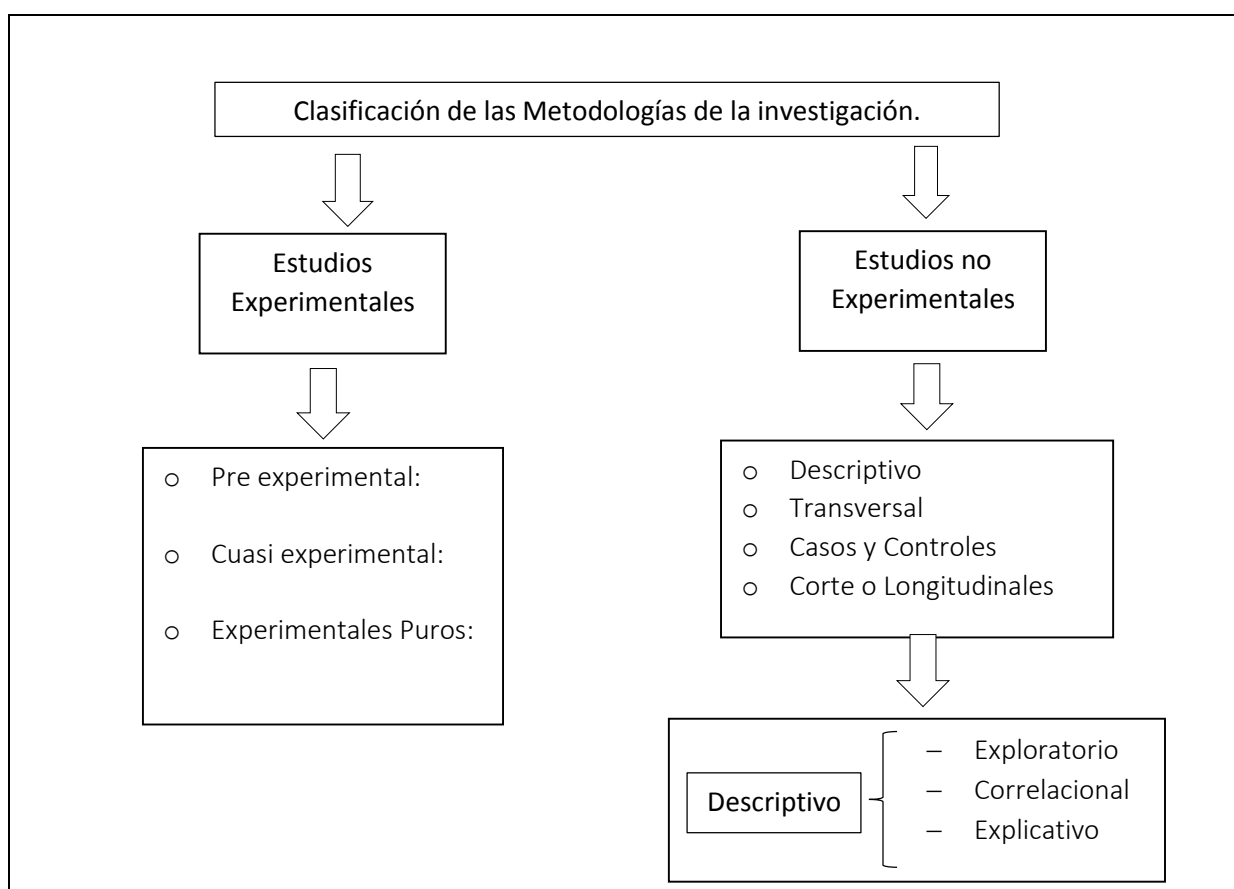 Clasificación de las Metodologías de la investigación.
Estudios
Experimentales
Estudios no
Experimentales
o Pre experimental:
o Cuasi experimental:
o Experimentales Puros:
o Descriptivo
o Transversal
o Casos y Controles
o Corte o Longitudinales
Descriptivo
– Exploratorio
– Correlacional
– Explicativo